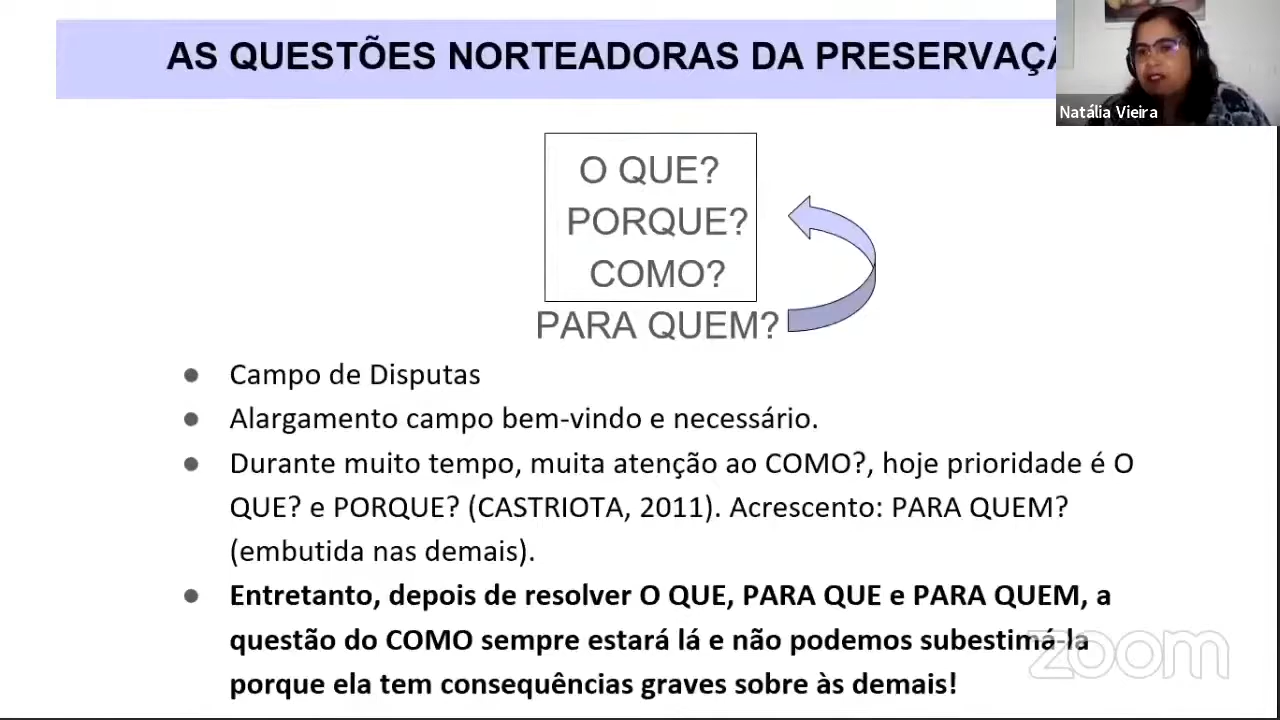 AS QUESTÕES NORTEADORAS DA PRESERVAÇÃ
Natália Vieira
O QUE?
PORQUE?
COMO?
PARA QUEM?
● Campo de Disputas
● Alargamento campo bem-vindo e necessário.
● Durante muito tempo, muita atenção ao COMO?, hoje prioridade é O
QUE? e PORQUE? (CASTRIOTA, 2011). Acrescento: PARA QUEM?
(embutida nas demais).
● Entretanto, depois de resolver O QUE, PARA QUE e PARA QUEM, a
questão do COMO sempre estará lá e não podemos subestimá-la
porque ela tem consequências graves sobre às demais!
zoom